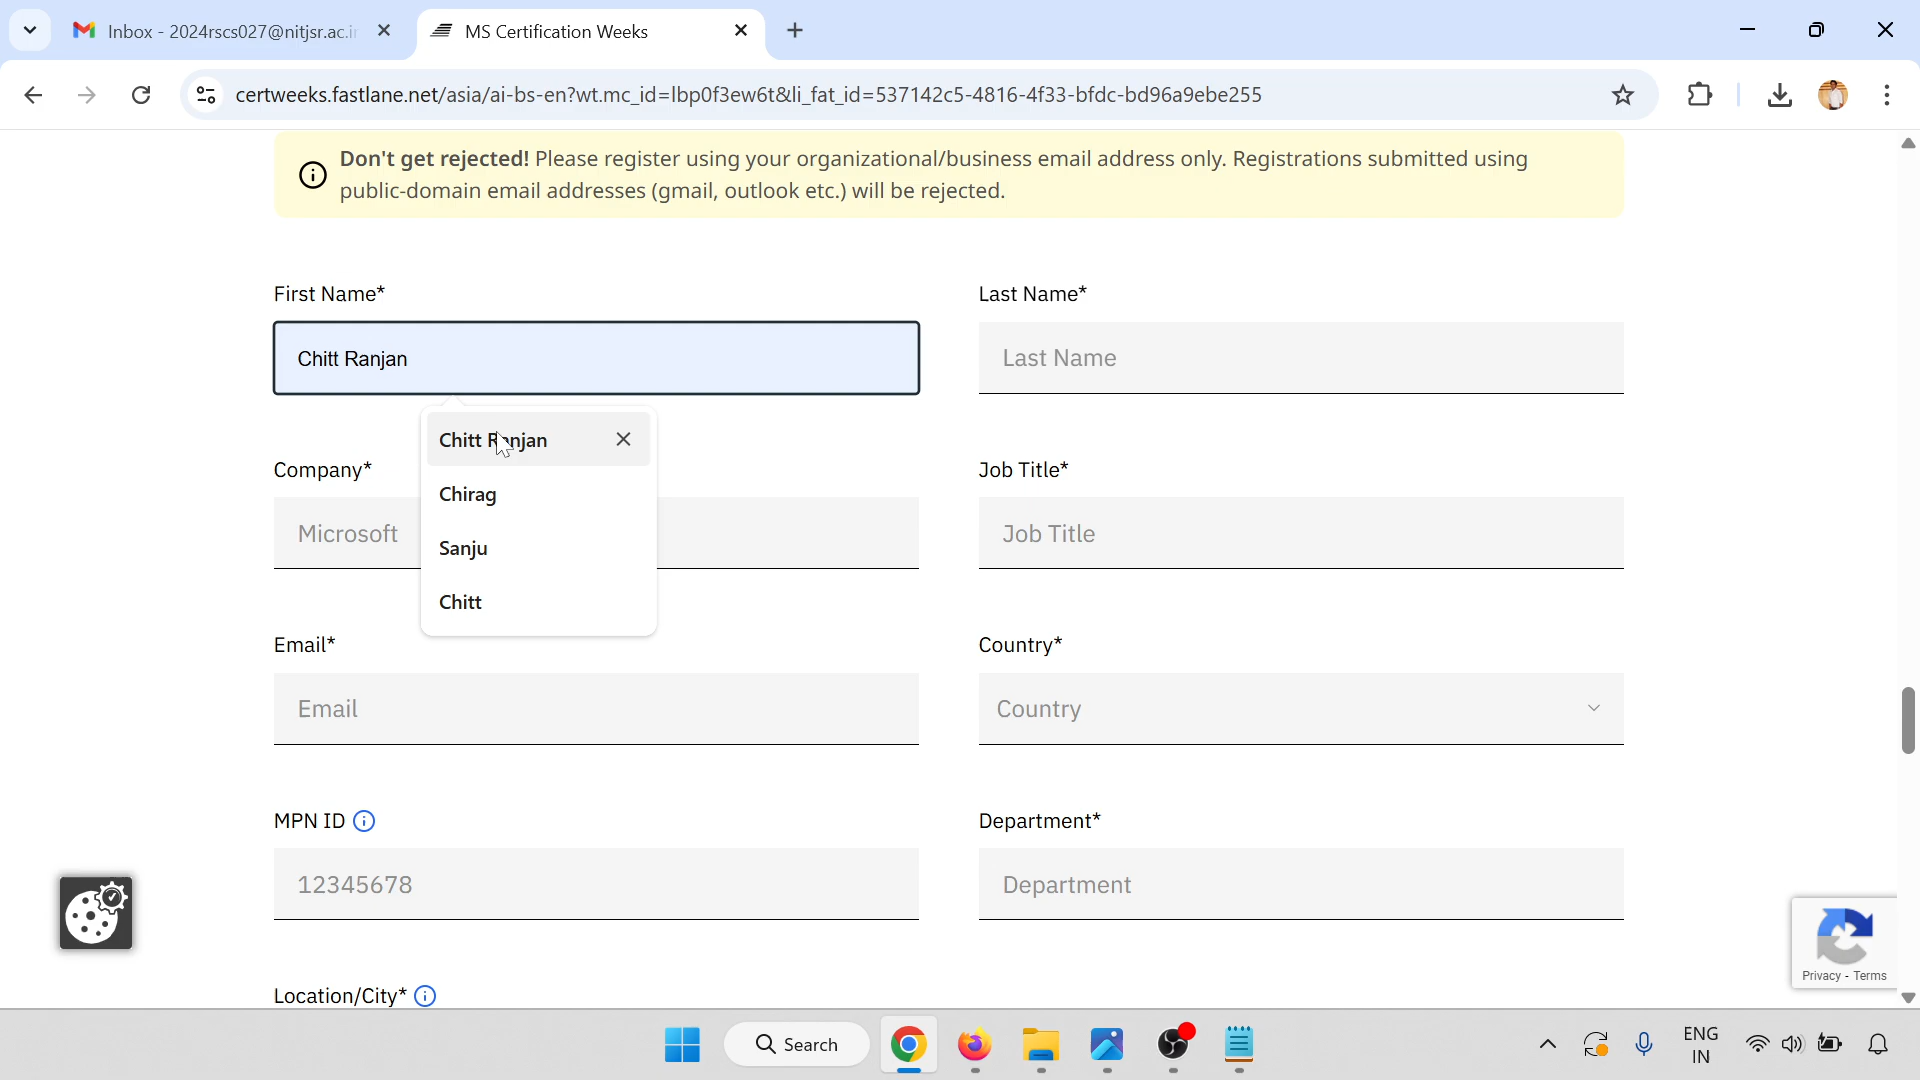 Inbox - 2024rscs027@nitjsr.ac.i
MS Certification Weeks
certweeks.fastlane.net/asia/ai-bs-en?wt.mc_id=lbp0f3ew6t&li_fat_id=537142c5-4816-4f33-bfdc-bd96a9ebe255
Don't get rejected! Please register using your organizational/business email address only. Registrations submitted using
public-domain email addresses (gmail, outlook etc.) will be rejected.
First Name*
Last Name*
Chitt Ranjan
Last Name
Chitt Ranjan
Chirag
Sanju
Chitt
Company*
Job Title*
Microsoft
Job Title
Email*
Country*
Email
Country
MPN ID
Department*
12345678
Department
Location/City*
Privacy - Terms
Search
ENG
IN